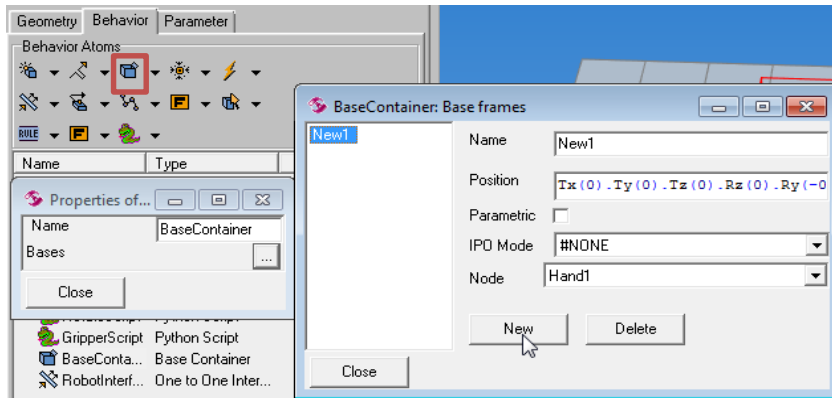 Geometry Behavior Parameter
Behavior Atoms
RULE
Name Type
Properties of...
Name BaseContainer
Bases ...
Close
GripperScript Python Script
BaseConta... Base Container
RobotInterf... One to One Inter...
BaseContainer: Base frames
New1
Name New1
Position Tx(0).Ty(0).Tz(0).Rz(0).Ry(-0
Parametric
IPO Mode #NONE
Node Hand1
New Delete
Close